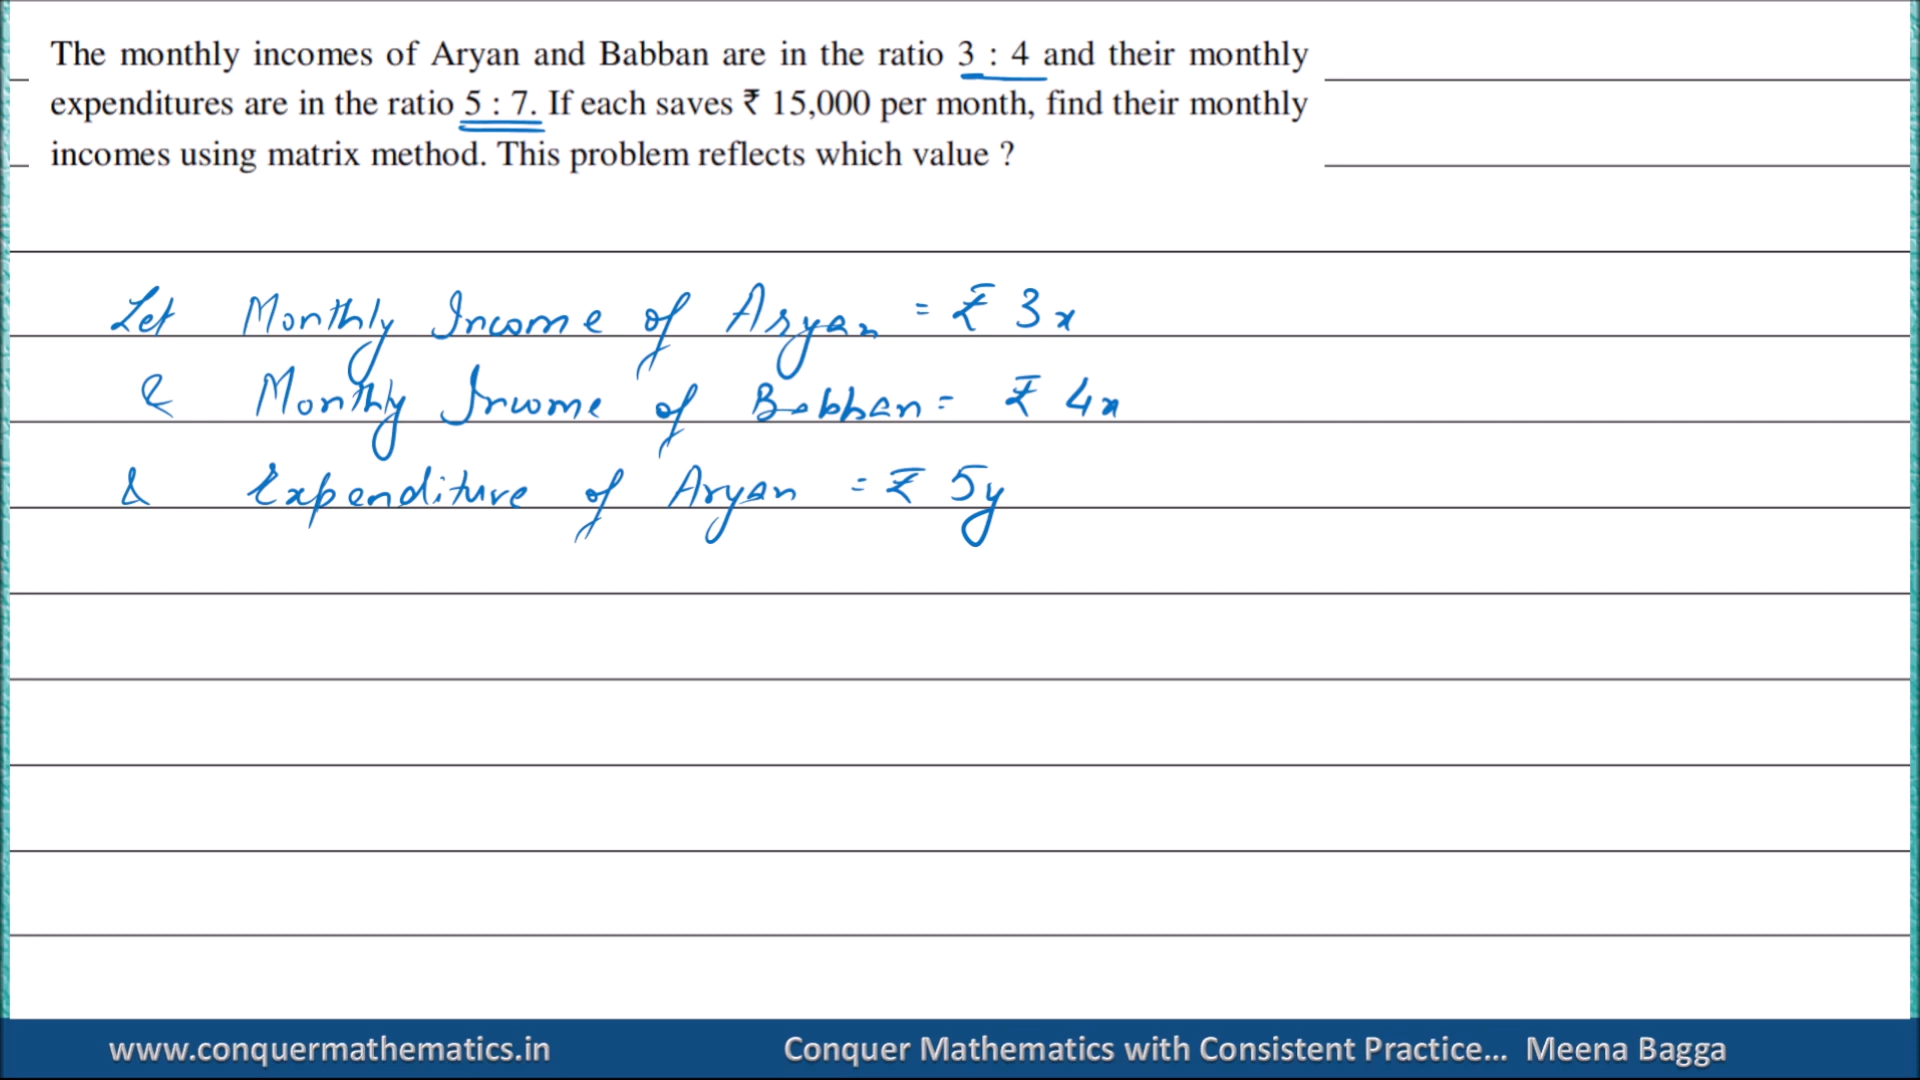 The monthly incomes of Aryan and Babban are in the ratio 3 : 4 and their monthly
expenditures are in the ratio 5 : 7. If each saves ₹ 15,000 per month, find their monthly
incomes using matrix method. This problem reflects which value ?
Let Monthly Income of Aryan = ₹ 3x
& Monthly Income of Babban = ₹ 4x
& Expenditure of Aryan = ₹ 5y
www.conquermathematics.in Conquer Mathematics with Consistent Practice... Meena Bagga